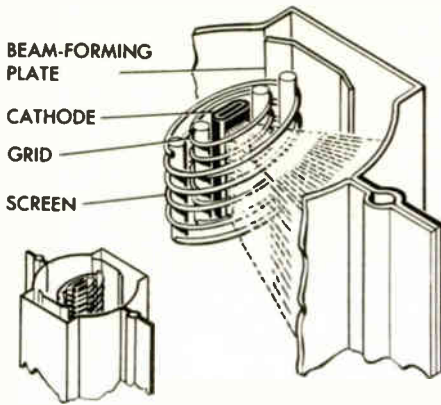 BEAM-FORMING
PLATE
CATHODE
GRID
SCREEN